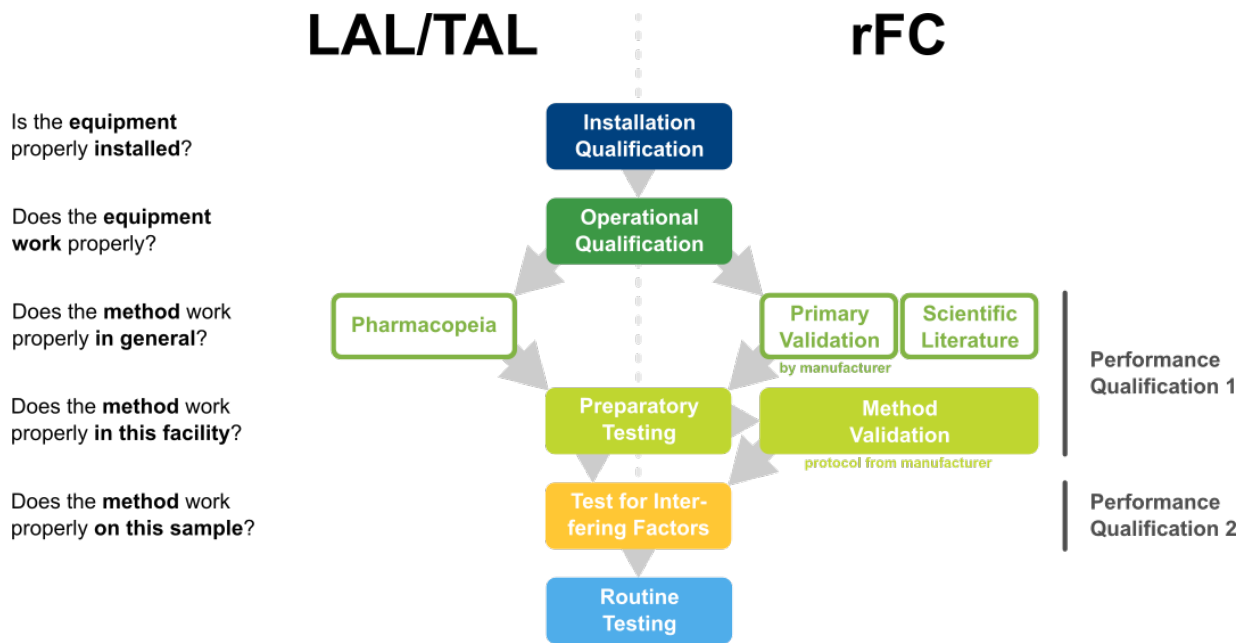 LAL/TAL
rFC
Is the equipment
properly installed?
Installation
Qualification
Does the equipment
work properly?
Operational
Qualification
Does the method work
properly in general?
Pharmacopeia
Primary
Validation
by manufacturer
Scientific
Literature
Performance
Qualification 1
Does the method work
properly in this facility?
Preparatory
Testing
Method
Validation
protocol from manufacturer
Does the method work
properly on this sample?
Test for Inter-
fering Factors
Performance
Qualification 2
Routine
Testing